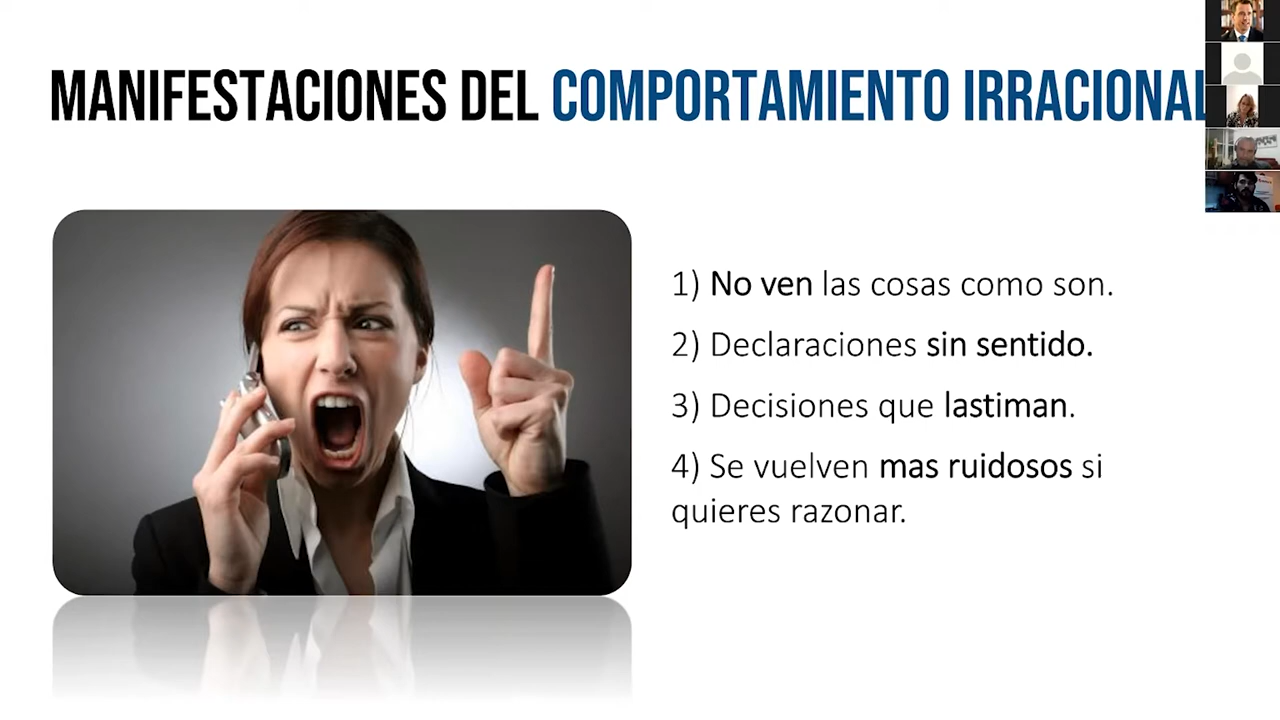 MANIFESTACIONES DEL COMPORTAMIENTO IRRACIONAL
1) No ven las cosas como son.
2) Declaraciones sin sentido.
3) Decisiones que lastiman.
4) Se vuelven mas ruidosos si
quieres razonar.